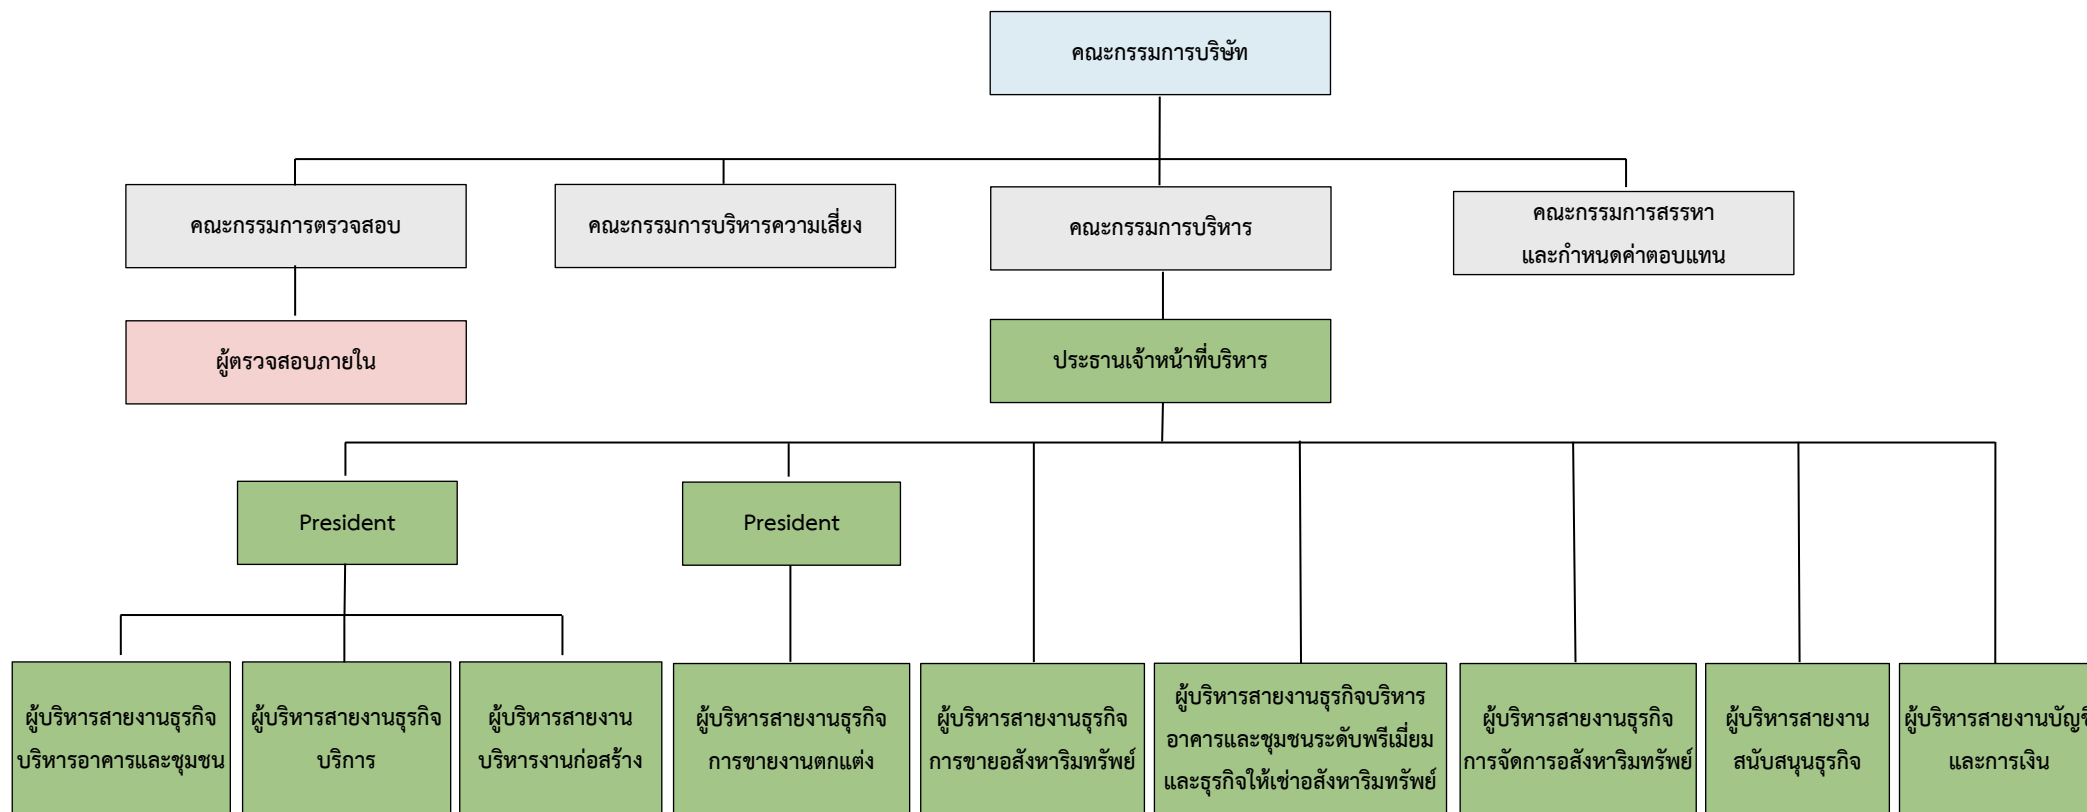 คณะกรรมการบริษัท
คณะกรรมการตรวจสอบ
คณะกรรมการบริหารความเสี่ยง
คณะกรรมการบริหาร
คณะกรรมการสรรหา
และกำหนดค่าตอบแทน
ผู้ตรวจสอบภายใน
ประธานเจ้าหน้าที่บริหาร
President
President
ผู้บริหารสายงานธุรกิจ
บริหารอาคารและชุมชน
ผู้บริหารสายงานธุรกิจ
บริการ
ผู้บริหารสายงาน
บริหารงานก่อสร้าง
ผู้บริหารสายงานธุรกิจ
การขายงานตกแต่ง
ผู้บริหารสายงานธุรกิจ
การขายอสังหาริมทรัพย์
ผู้บริหารสายงานธุรกิจบริหาร
อาคารและชุมชนระดับพรีเมี่ยม
และธุรกิจให้เช่าอสังหาริมทรัพย์
ผู้บริหารสายงานธุรกิจ
การจัดการอสังหาริมทรัพย์
ผู้บริหารสายงาน
สนับสนุนธุรกิจ
ผู้บริหารสายงานบัญชี
และการเงิน